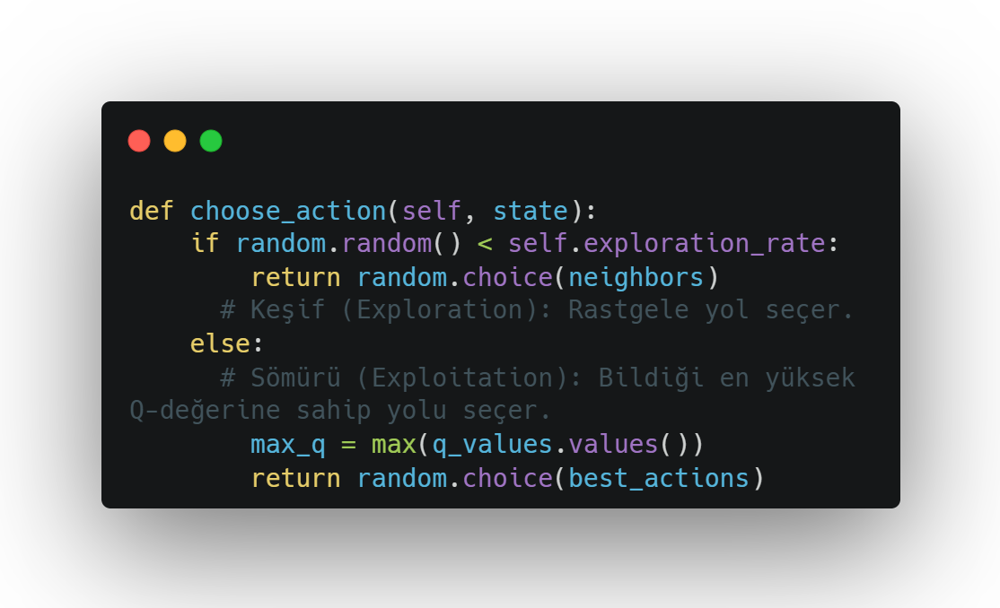 def choose_action(self, state):
    if random.random() < self.exploration_rate:
        return random.choice(neighbors)
      # Keşif (Exploration): Rastgele yol seçer.
    else:
      # Sömürü (Exploitation): Bildiği en yüksek
Q-değerine sahip yolu seçer.
        max_q = max(q_values.values())
        return random.choice(best_actions)